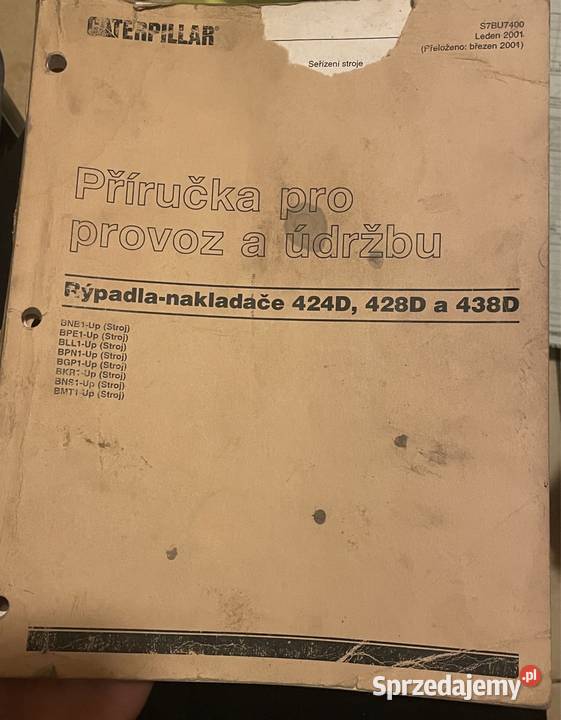 CATERPILLAR®
S7BU7400
Leden 2001
(Přeloženo: březen 2001)
Seřízení stroje
Příručka pro
provoz a údržbu
Rýpadla-nakladače 424D, 428D a 438D
BNB1-Up (Stroj)
BPE1-Up (Stroj)
BLL1-Up (Stroj)
BPN1-Up (Stroj)
BGP1-Up (Stroj)
BKR1-Up (Stroj)
BNS1-Up (Stroj)
BMT1-Up (Stroj)
Sprzedajemy.pl